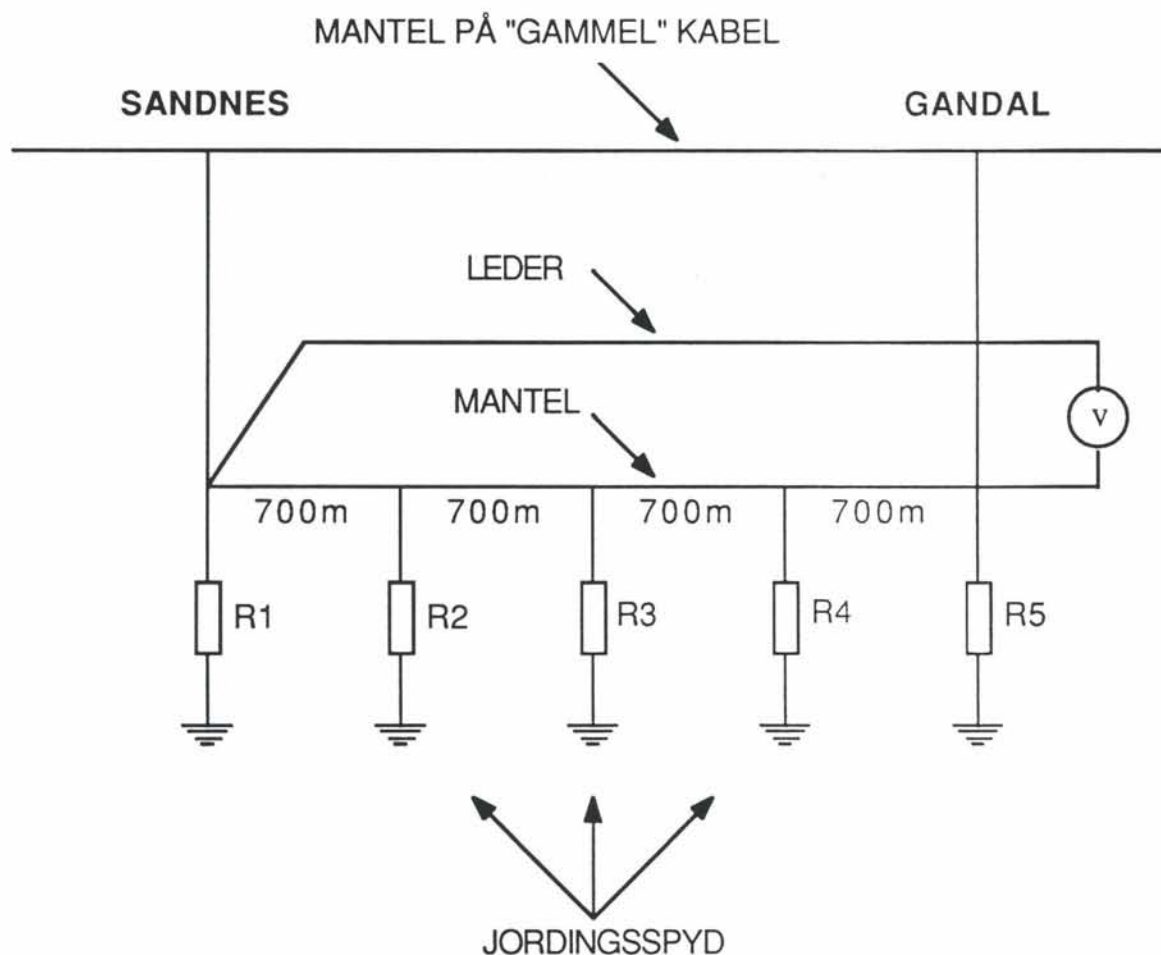 MANTEL PÅ "GAMMEL" KABEL
SANDNES
GANDAL
LEDER
MANTEL
V
700m 700m 700m 700m
R1 R2 R3 R4 R5
JORDINGSSPYD